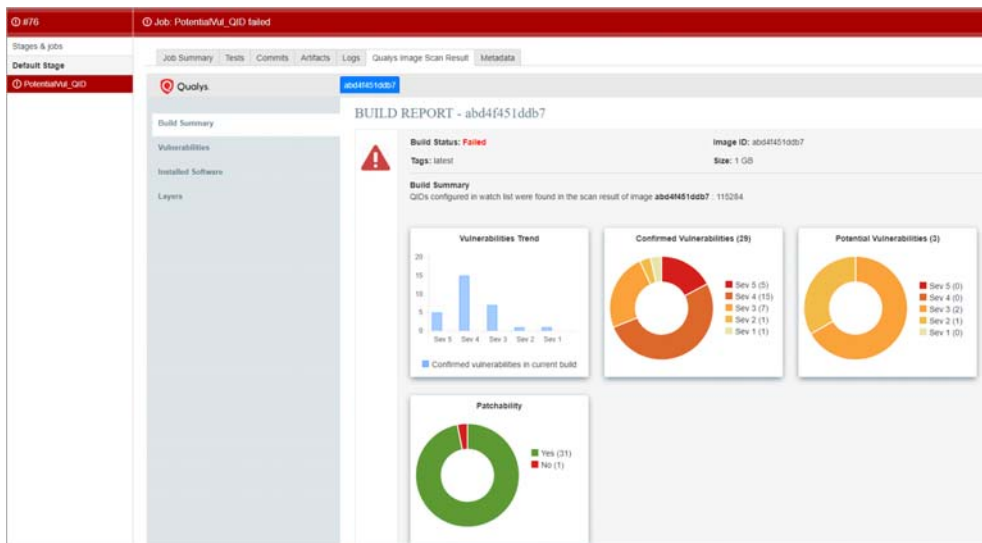 #76
Job: PotentialVul_QID failed
Stages & jobs
Default Stage
PotentialVul_QID
Job Summary Tests Commits Artifacts Logs Qualys Image Scan Result Metadata
Qualys.
abd4f451ddb7
Build Summary
Vulnerabilities
Installed Software
Layers
BUILD REPORT - abd4f451ddb7
Build Status: Failed
Image ID: abd4f451ddb7
Tags: latest
Size: 1 GB
Build Summary
QIDs configured in watch list were found in the scan result of image abd4f451ddb7 : 115284
Vulnerabilities Trend
20
15
10
5
0
Sev 5 Sev 4 Sev 3 Sev 2 Sev 1
Confirmed vulnerabilities in current build
Confirmed Vulnerabilities (29)
Sev 5 (5)
Sev 4 (15)
Sev 3 (7)
Sev 2 (1)
Sev 1 (1)
Potential Vulnerabilities (3)
Sev 5 (0)
Sev 4 (0)
Sev 3 (2)
Sev 2 (1)
Sev 1 (0)
Patchability
Yes (31)
No (1)